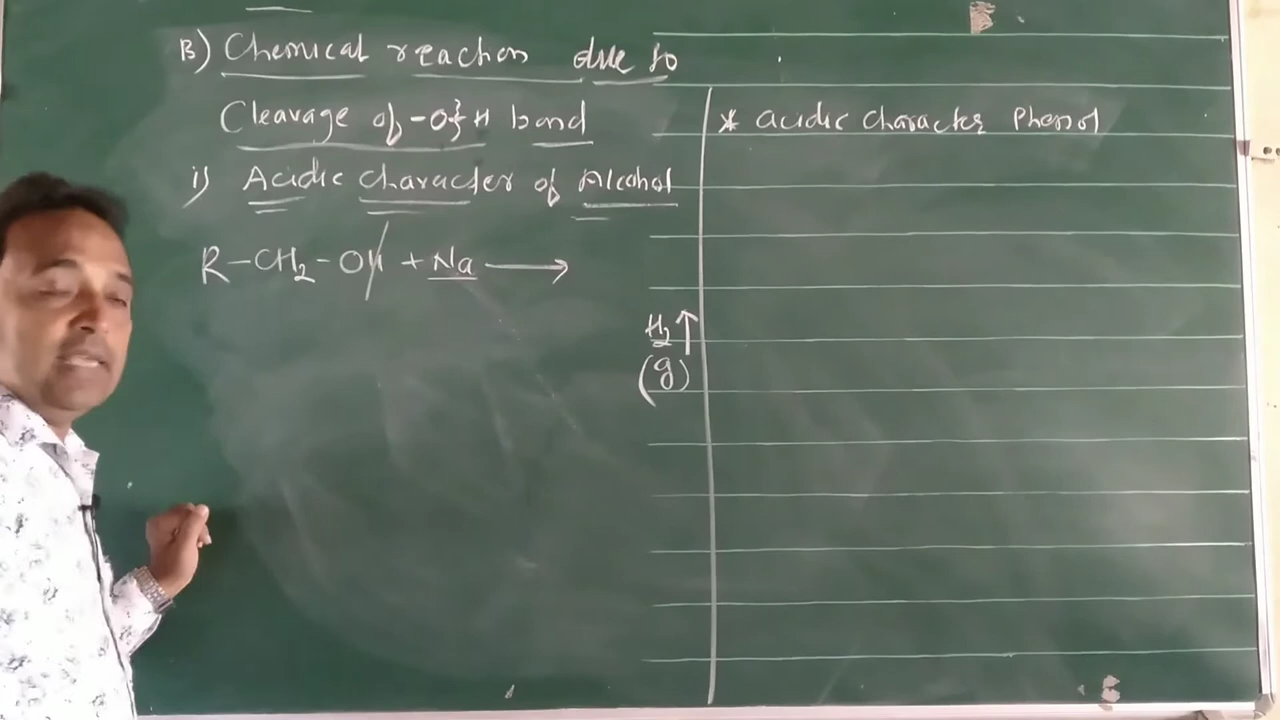 B) Chemical reaction due to
Cleavage of -O}H bond
i) Acidic character of Alcohol
R-CH₂-OH + Na ⟶
H₂↑
(g)
* acidic character Phenol